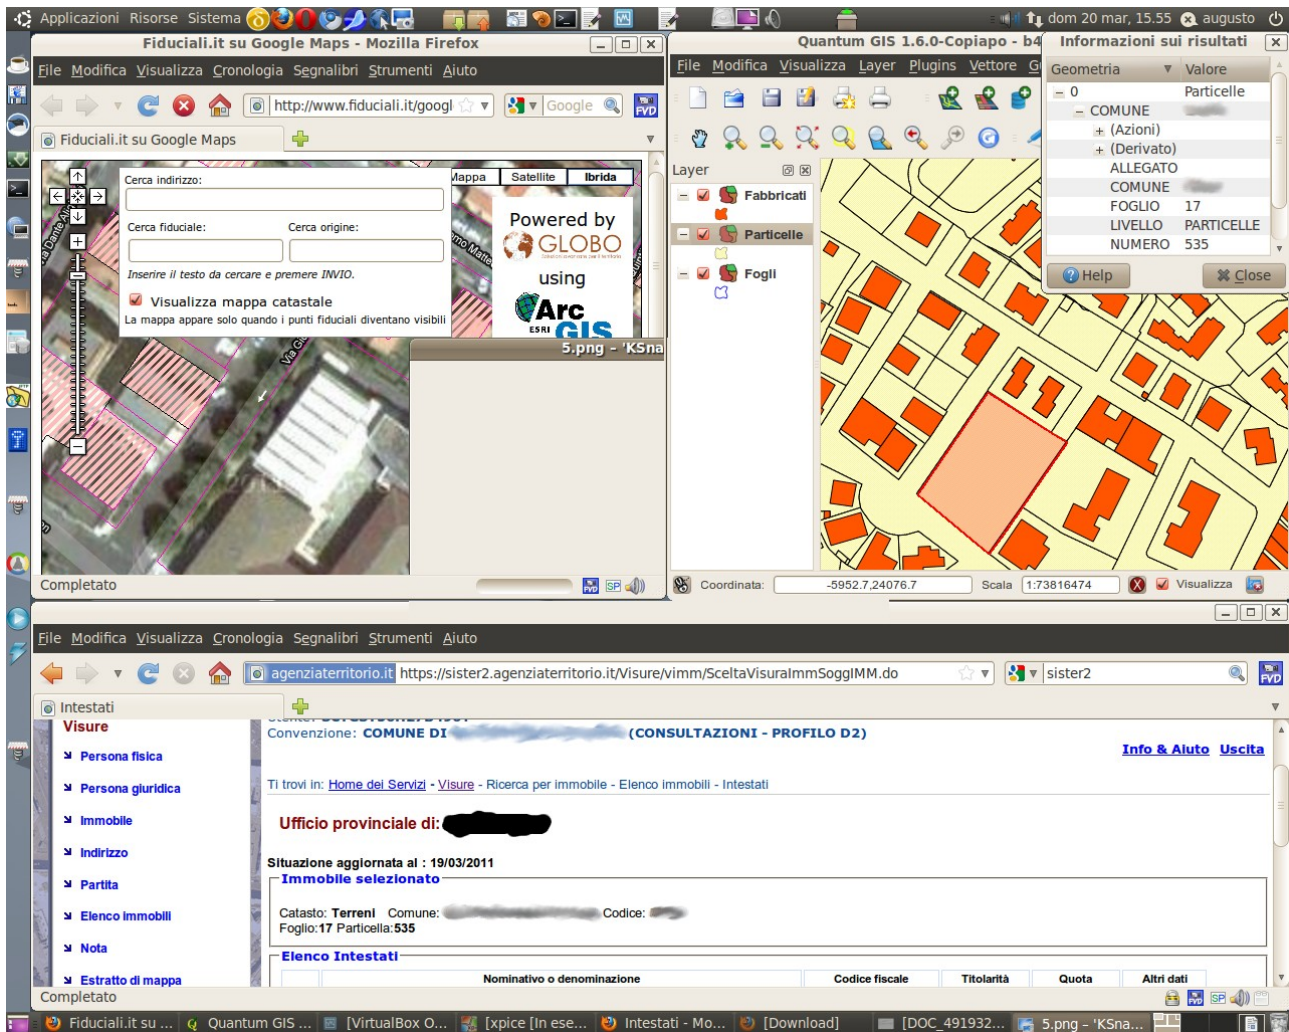 Applicazioni Risorse Sistema
dom 20 mar, 15.55 augusto
Fiduciali.it su Google Maps - Mozilla Firefox
File Modifica Visualizza Cronologia Segnalibri Strumenti Aiuto
http://www.fiduciali.it/googl
Google
FVD
Fiduciali.it su Google Maps
Cerca indirizzo:
Cerca fiduciale: Cerca origine:
Inserire il testo da cercare e premere INVIO.
Visualizza mappa catastale
La mappa appare solo quando i punti fiduciali diventano visibili
Mappa Satellite Ibrida
Powered by
GLOBO
using
Arc
ESRI GIS
5.png – 'KSna
Completato
SP
Quantum GIS 1.6.0-Copiapo - b4
File Modifica Visualizza Layer Plugins Vettore G
Layer
Fabbricati
Particelle
Fogli
Coordinata: -5952.7,24076.7 Scala 1:73816474 Visualizza
Informazioni sui risultati
Geometria Valore
0 Particelle
COMUNE
(Azioni)
(Derivato)
ALLEGATO
COMUNE
FOGLIO 17
LIVELLO PARTICELLE
NUMERO 535
Help Close
File Modifica Visualizza Cronologia Segnalibri Strumenti Aiuto
agenziaterritorio.it https://sister2.agenziaterritorio.it/Visure/vimm/SceltaVisuraImmSoggIMM.do
sister2
FVD
Intestati
Visure
Persona fisica
Persona giuridica
Immobile
Indirizzo
Partita
Elenco immobili
Nota
Estratto di mappa
Convenzione: COMUNE DI (CONSULTAZIONI - PROFILO D2)
Info & Aiuto Uscita
Ti trovi in: Home dei Servizi - Visure - Ricerca per immobile - Elenco immobili - Intestati
Ufficio provinciale di:
Situazione aggiornata al : 19/03/2011
Immobile selezionato
Catasto: Terreni Comune: Codice:
Foglio:17 Particella:535
Elenco Intestati
Nominativo o denominazione Codice fiscale Titolarità Quota Altri dati
Completato
SP
Fiduciali.it su ... Quantum GIS ... [VirtualBox O... [xpice [In ese... Intestati - Mo... [Download] [DOC_491932... 5.png – 'KSna...